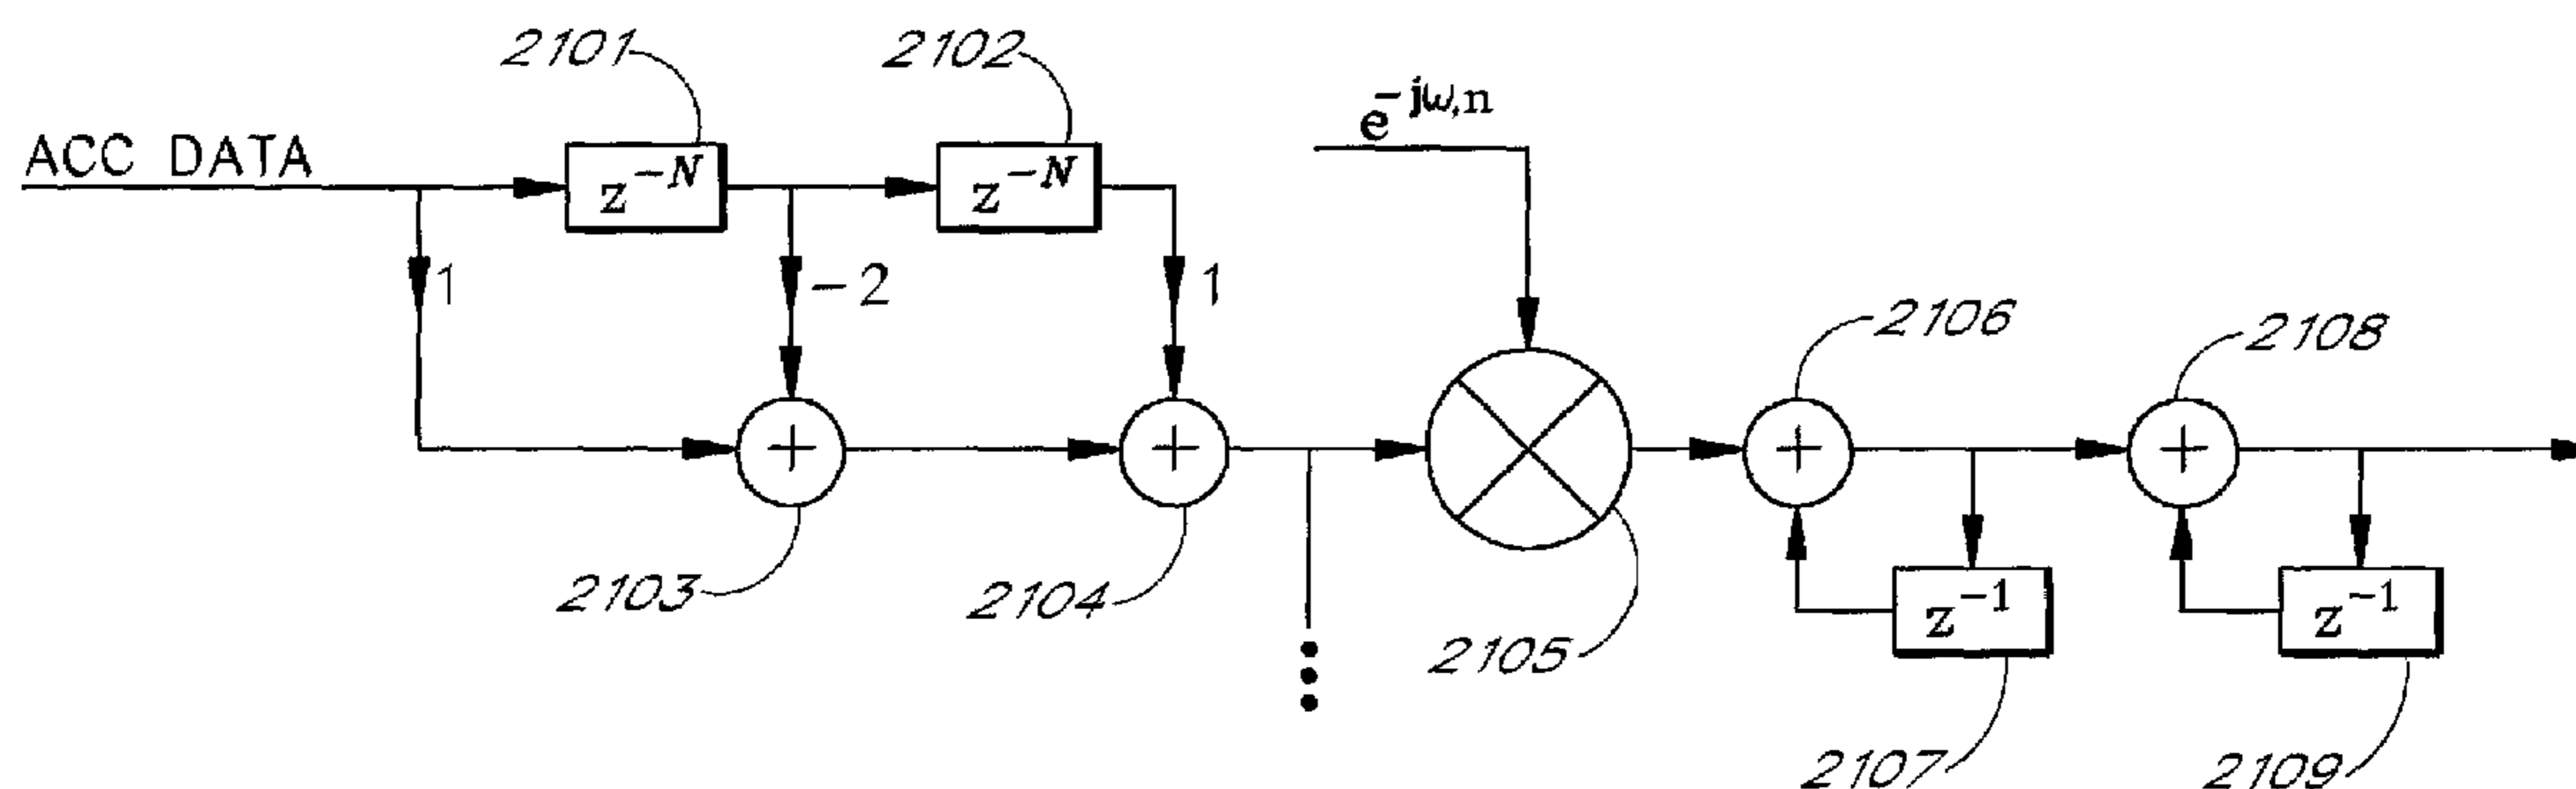 2101
2102
e^-jω,n
ACC DATA
z^-N
z^-N
1
-2
1
2106
2108
+
+
+
+
2103
2104
2105
z^-1
z^-1
2107
2109